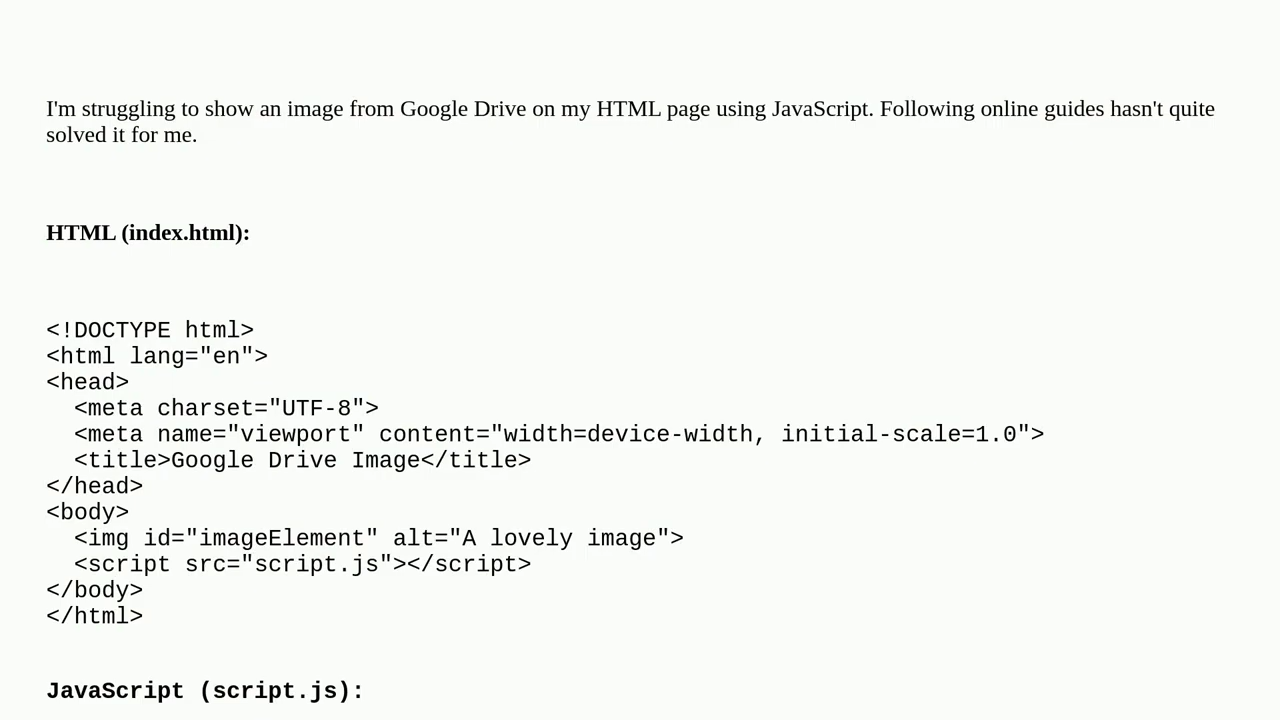 I'm struggling to show an image from Google Drive on my HTML page using JavaScript. Following online guides hasn't quite
solved it for me.
HTML (index.html):
<!DOCTYPE html>
<html lang="en">
<head>
  <meta charset="UTF-8">
  <meta name="viewport" content="width=device-width, initial-scale=1.0">
  <title>Google Drive Image</title>
</head>
<body>
  <img id="imageElement" alt="A lovely image">
  <script src="script.js"></script>
</body>
</html>
JavaScript (script.js):